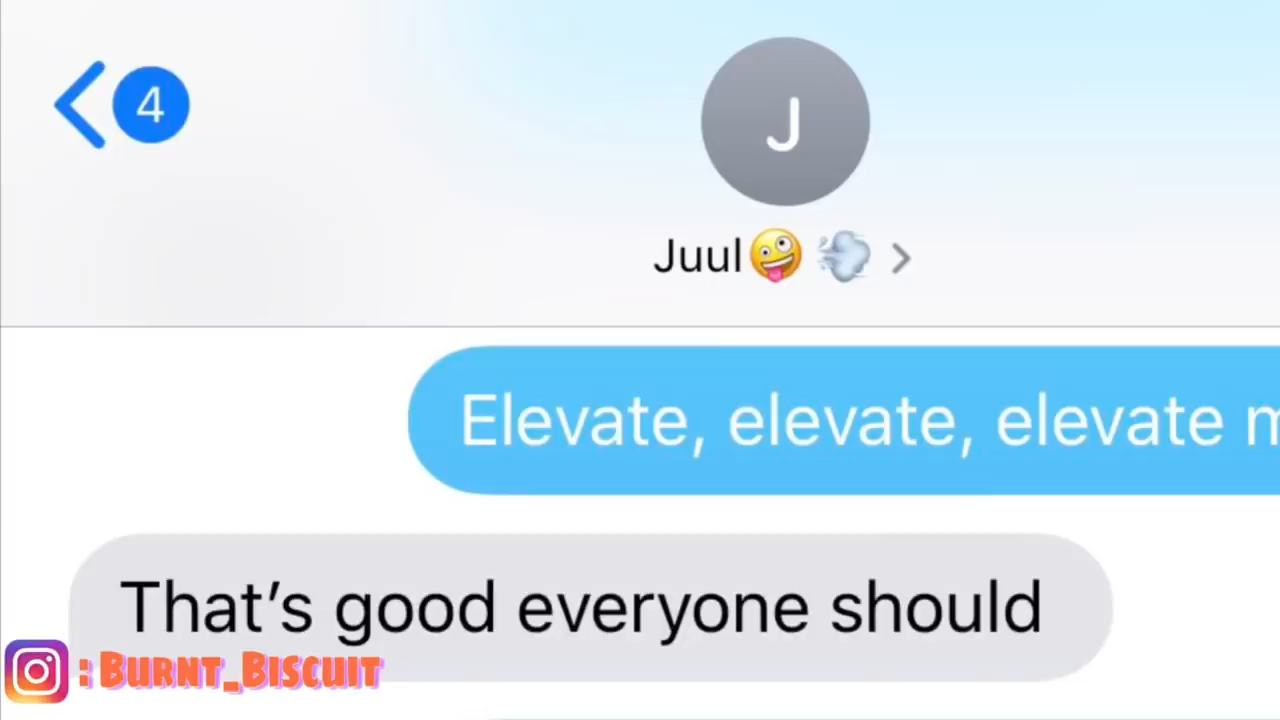 4
J
Juul🤪 💨 >
Elevate, elevate, elevate
That’s good everyone should
: Burnt_Biscuit